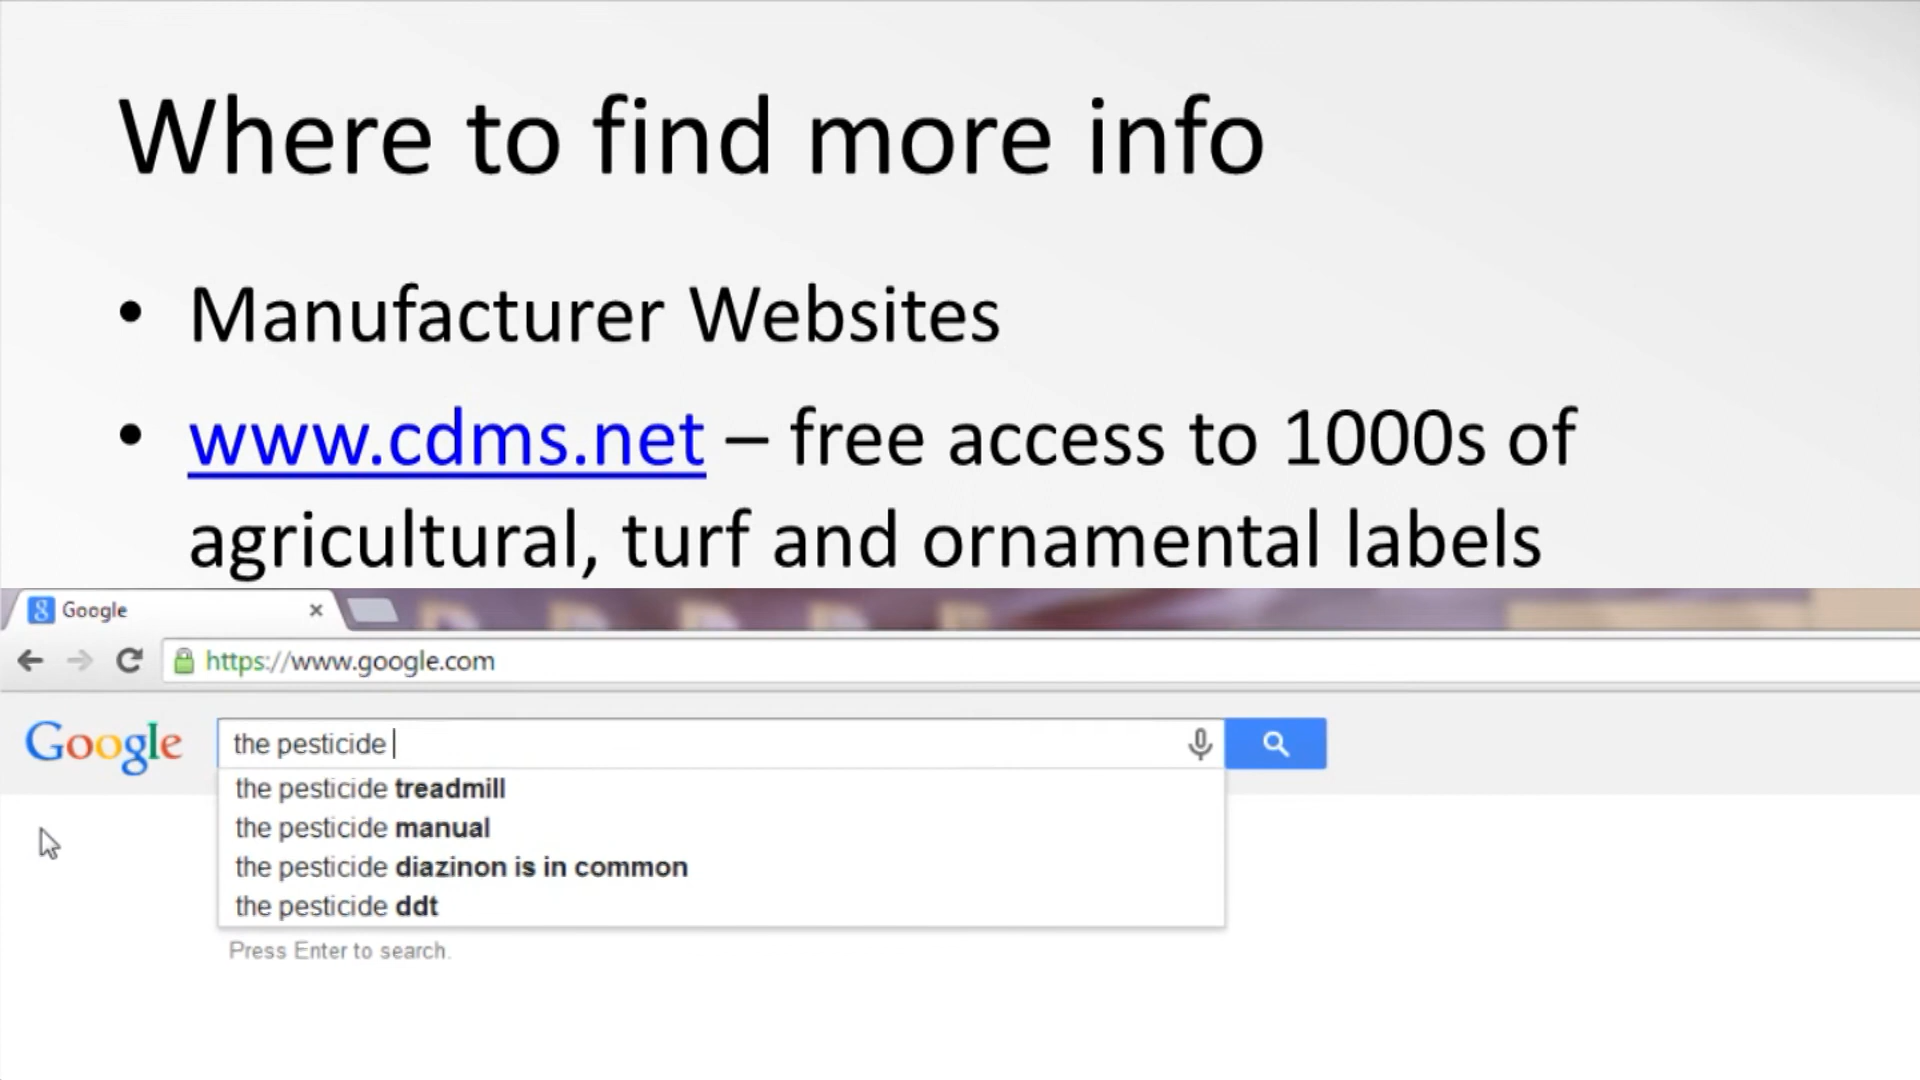 Where to find more info
• Manufacturer Websites
• www.cdms.net – free access to 1000s of
agricultural, turf and ornamental labels
8 Google
https://www.google.com
Google
the pesticide
the pesticide treadmill
the pesticide manual
the pesticide diazinon is in common
the pesticide ddt
Press Enter to search.